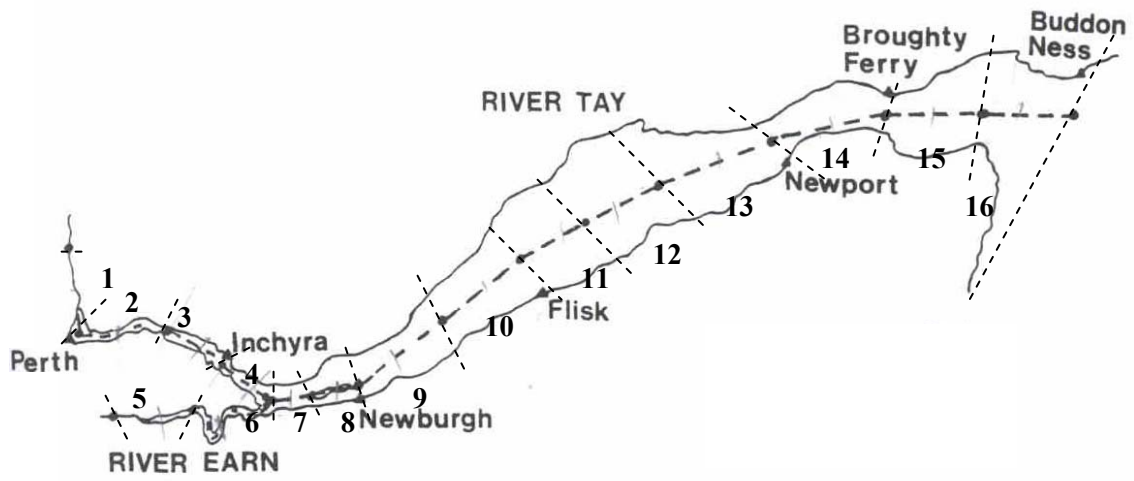 Buddon
Ness
Broughty
Ferry
RIVER TAY
14
15
Newport
13
16
12
11
1
2
3
Flisk
10
Inchyra
Perth
4
5
6
7
8
9
Newburgh
RIVER EARN